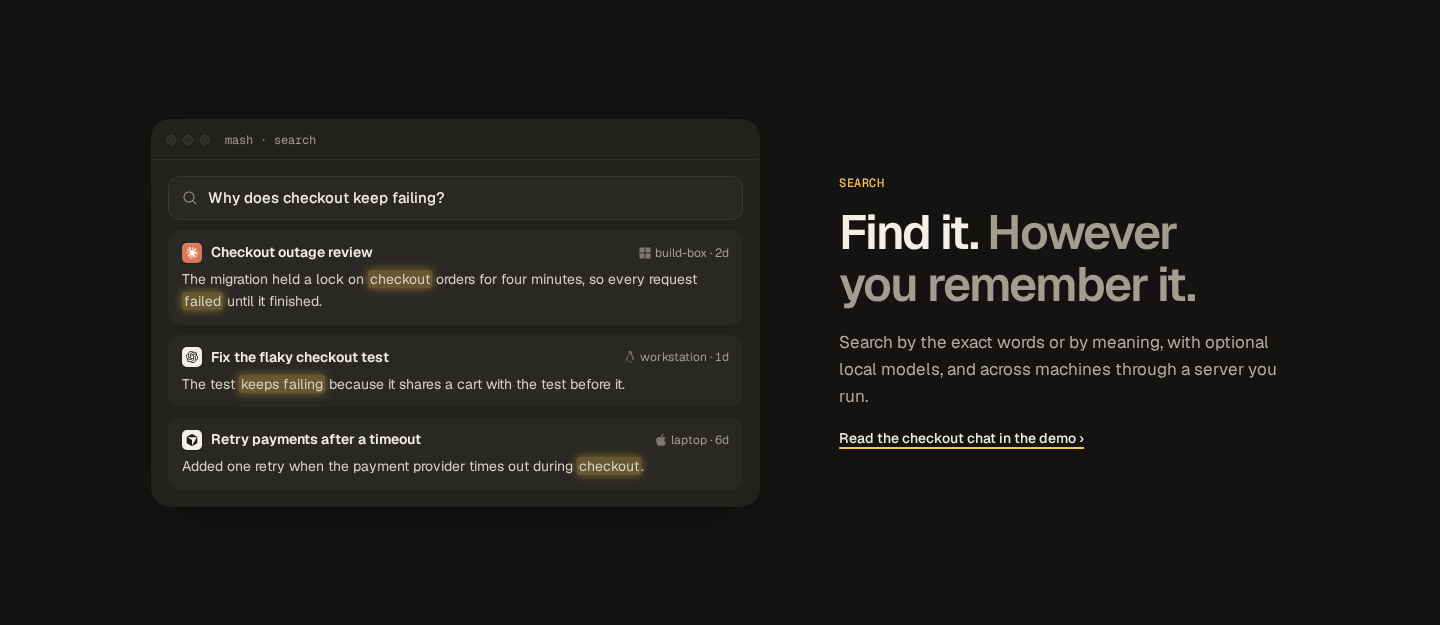 mash · search
Why does checkout keep failing?
Checkout outage review
build-box · 2d
The migration held a lock on checkout orders for four minutes, so every request
failed until it finished.
Fix the flaky checkout test
workstation · 1d
The test keeps failing because it shares a cart with the test before it.
Retry payments after a timeout
laptop · 6d
Added one retry when the payment provider times out during checkout.
SEARCH
Find it. However
you remember it.
Search by the exact words or by meaning, with optional
local models, and across machines through a server you
run.
Read the checkout chat in the demo ›